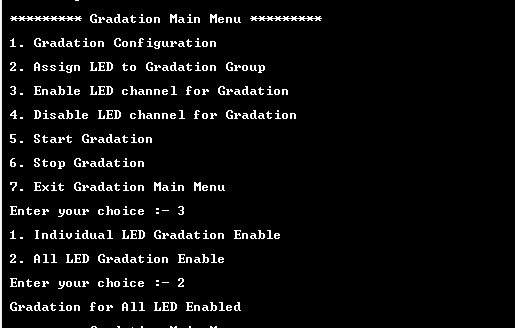 ********* Gradation Main Menu *********
1. Gradation Configuration
2. Assign LED to Gradation Group
3. Enable LED channel for Gradation
4. Disable LED channel for Gradation
5. Start Gradation
6. Stop Gradation
7. Exit Gradation Main Menu
Enter your choice :- 3
1. Individual LED Gradation Enable
2. All LED Gradation Enable
Enter your choice :- 2
Gradation for All LED Enabled